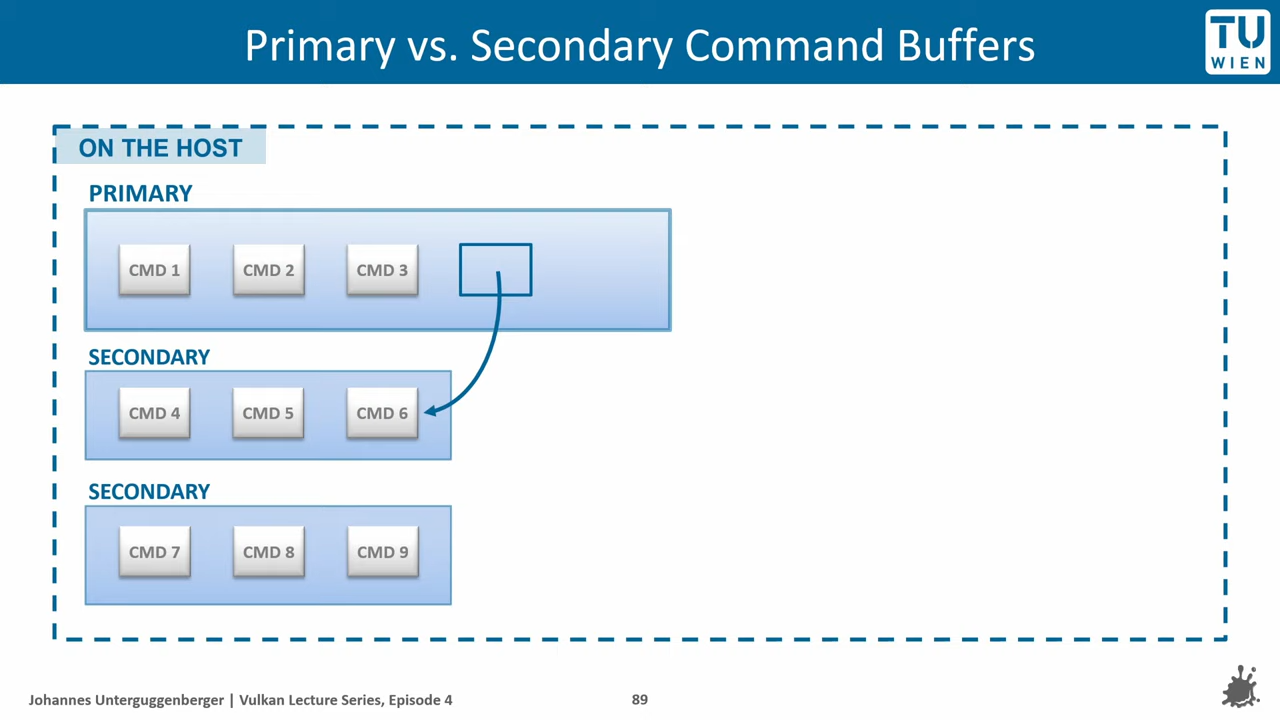 Primary vs. Secondary Command Buffers
TU
WIEN
ON THE HOST
PRIMARY
CMD 1 CMD 2 CMD 3
SECONDARY
CMD 4 CMD 5 CMD 6
SECONDARY
CMD 7 CMD 8 CMD 9
Johannes Unterguggenberger | Vulkan Lecture Series, Episode 4
89